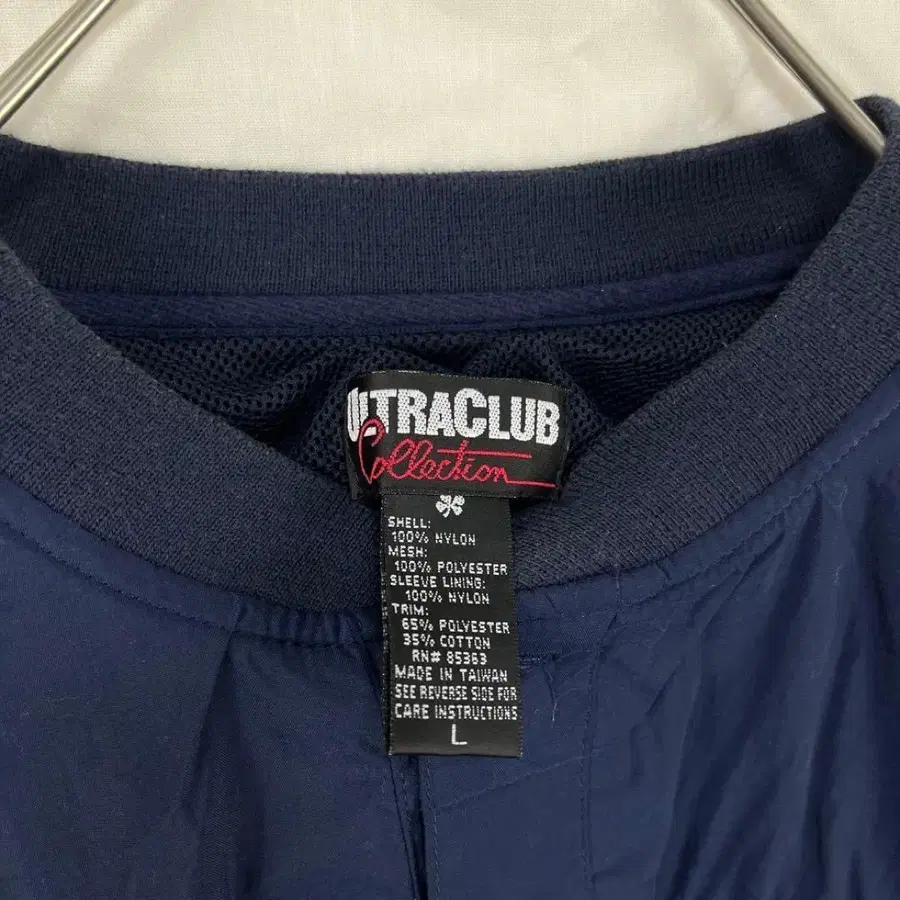 ULTRACLUB
Collection
SHELL:
100% NYLON
MESH:
100% POLYESTER
SLEEVE LINING:
100% NYLON
TRIM:
65% POLYESTER
35% COTTON
RN# 85363
MADE IN TAIWAN
SEE REVERSE SIDE FOR
CARE INSTRUCTIONS
L